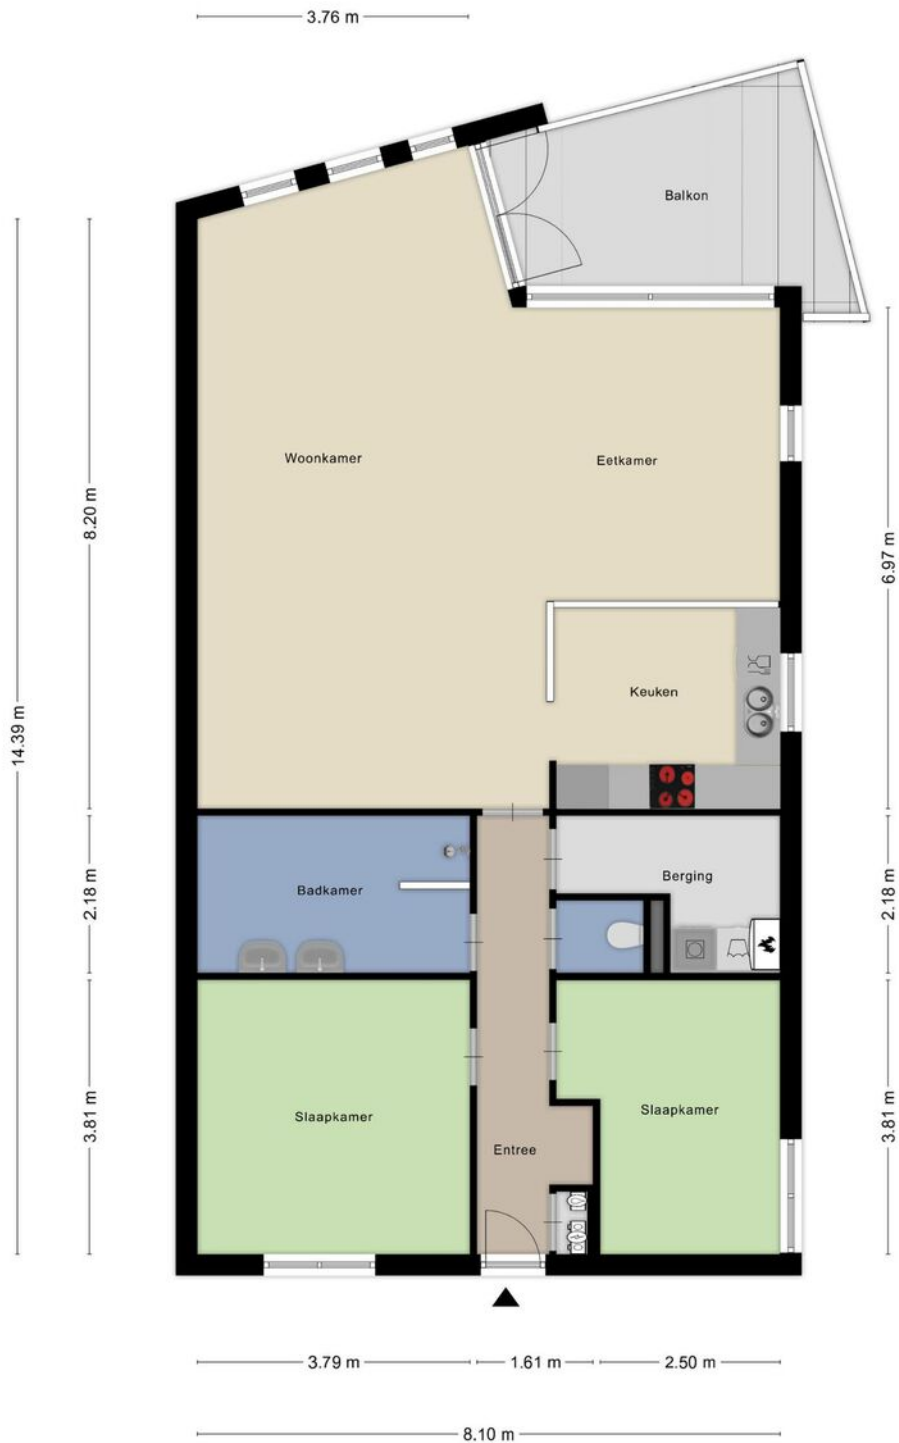 3.76 m
Balkon
Woonkamer
Eetkamer
8.20 m
6.97 m
Keuken
14.39 m
Berging
Badkamer
2.18 m
2.18 m
Slaapkamer
Slaapkamer
3.81 m
3.81 m
Entree
3.79 m
1.61 m
2.50 m
8.10 m